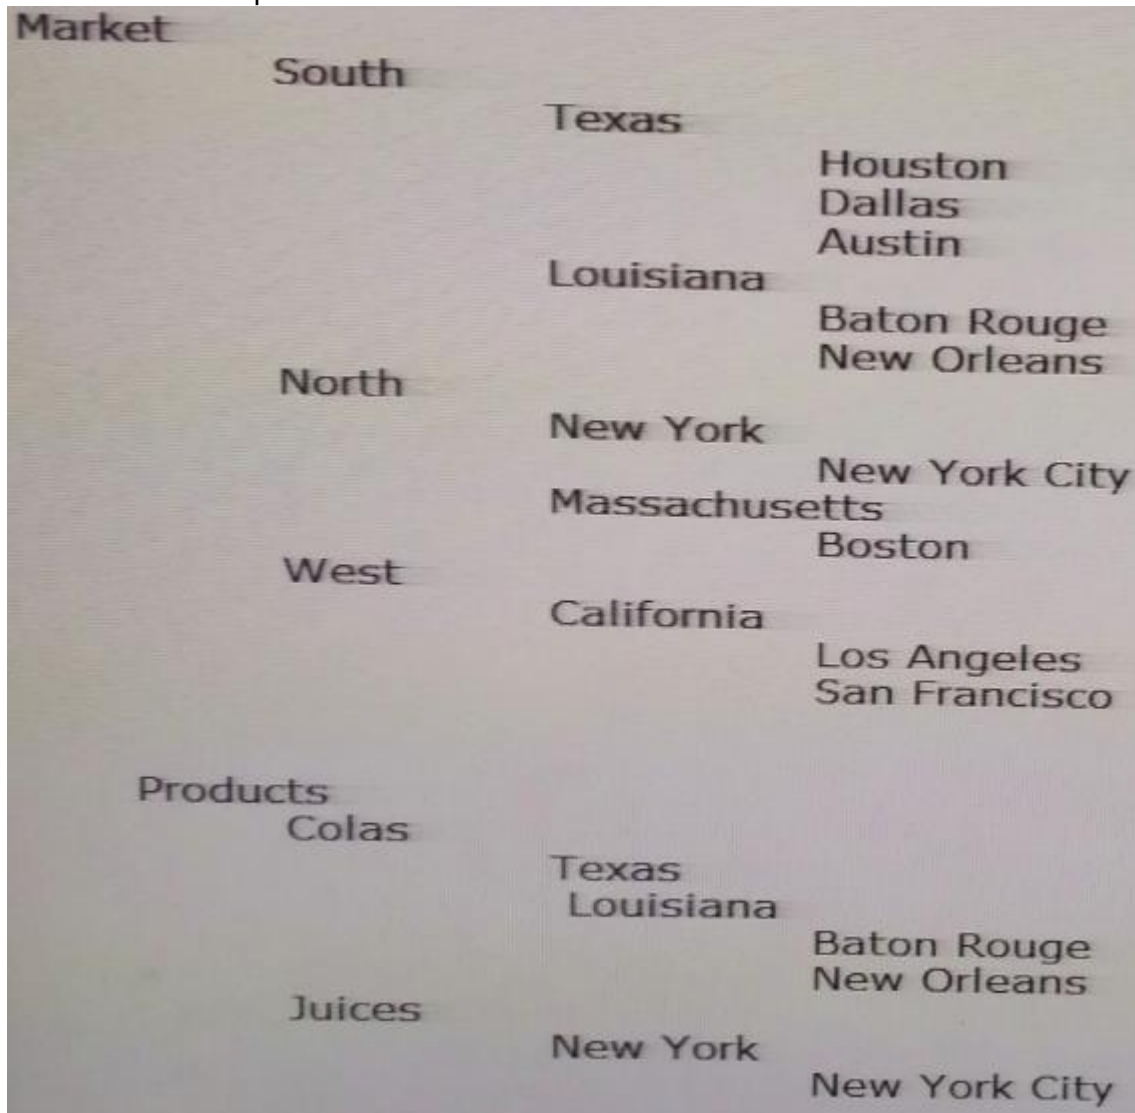 Market
South
Texas
Houston
Dallas
Austin
Louisiana
Baton Rouge
New Orleans
North
New York
New York City
Massachusetts
Boston
West
California
Los Angeles
San Francisco
Products
Colas
Texas
Louisiana
Baton Rouge
New Orleans
Juices
New York
New York City